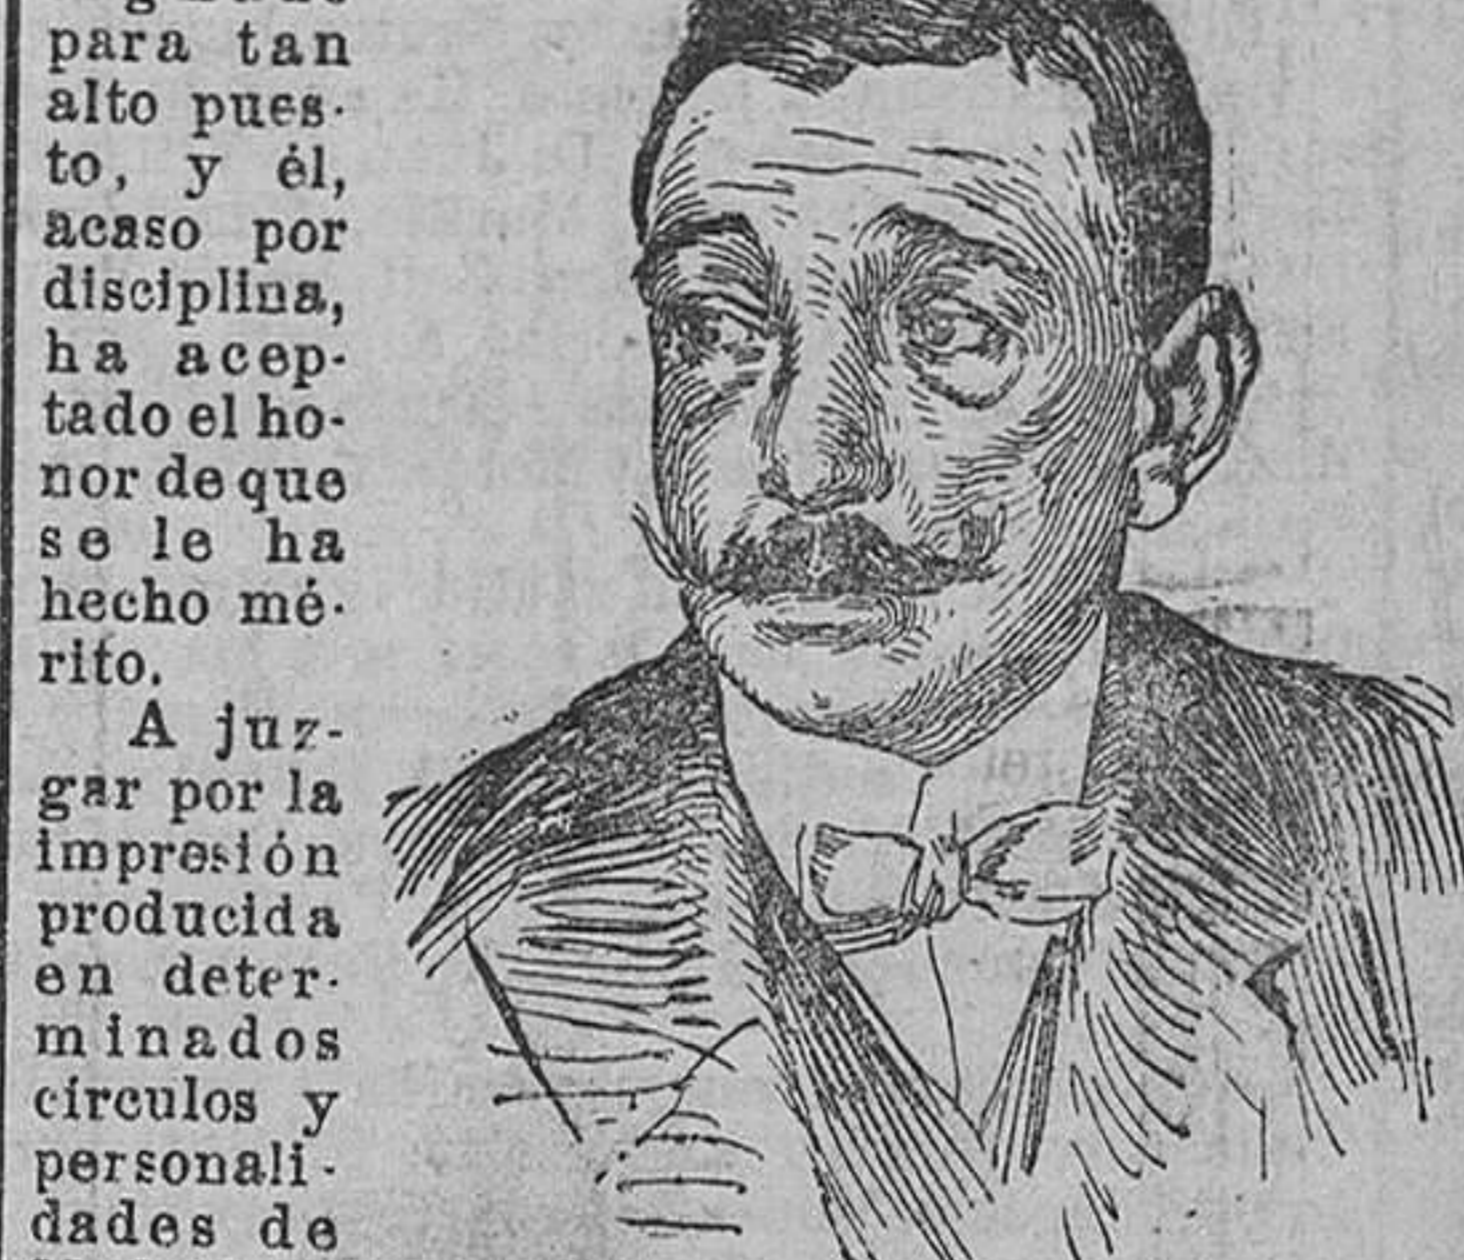 para tan
alto pues-
to, y él,
acaso por
disciplina,
ha acep-
tado el ho-
nor de que
se le ha
hecho mé-
rito.
A juz-
gar por la
impresión
producida
en deter-
minados
círculos y
personali-
dades de